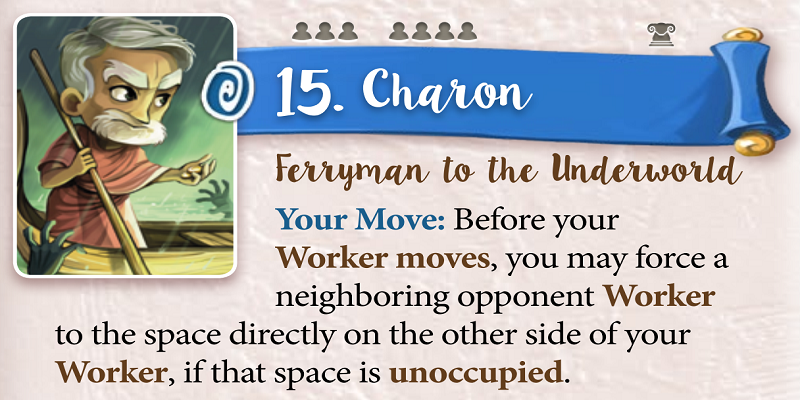 15. Charon
Ferryman to the Underworld
Your Move: Before your
Worker moves, you may force a
neighboring opponent Worker
to the space directly on the other side of your
Worker, if that space is unoccupied.